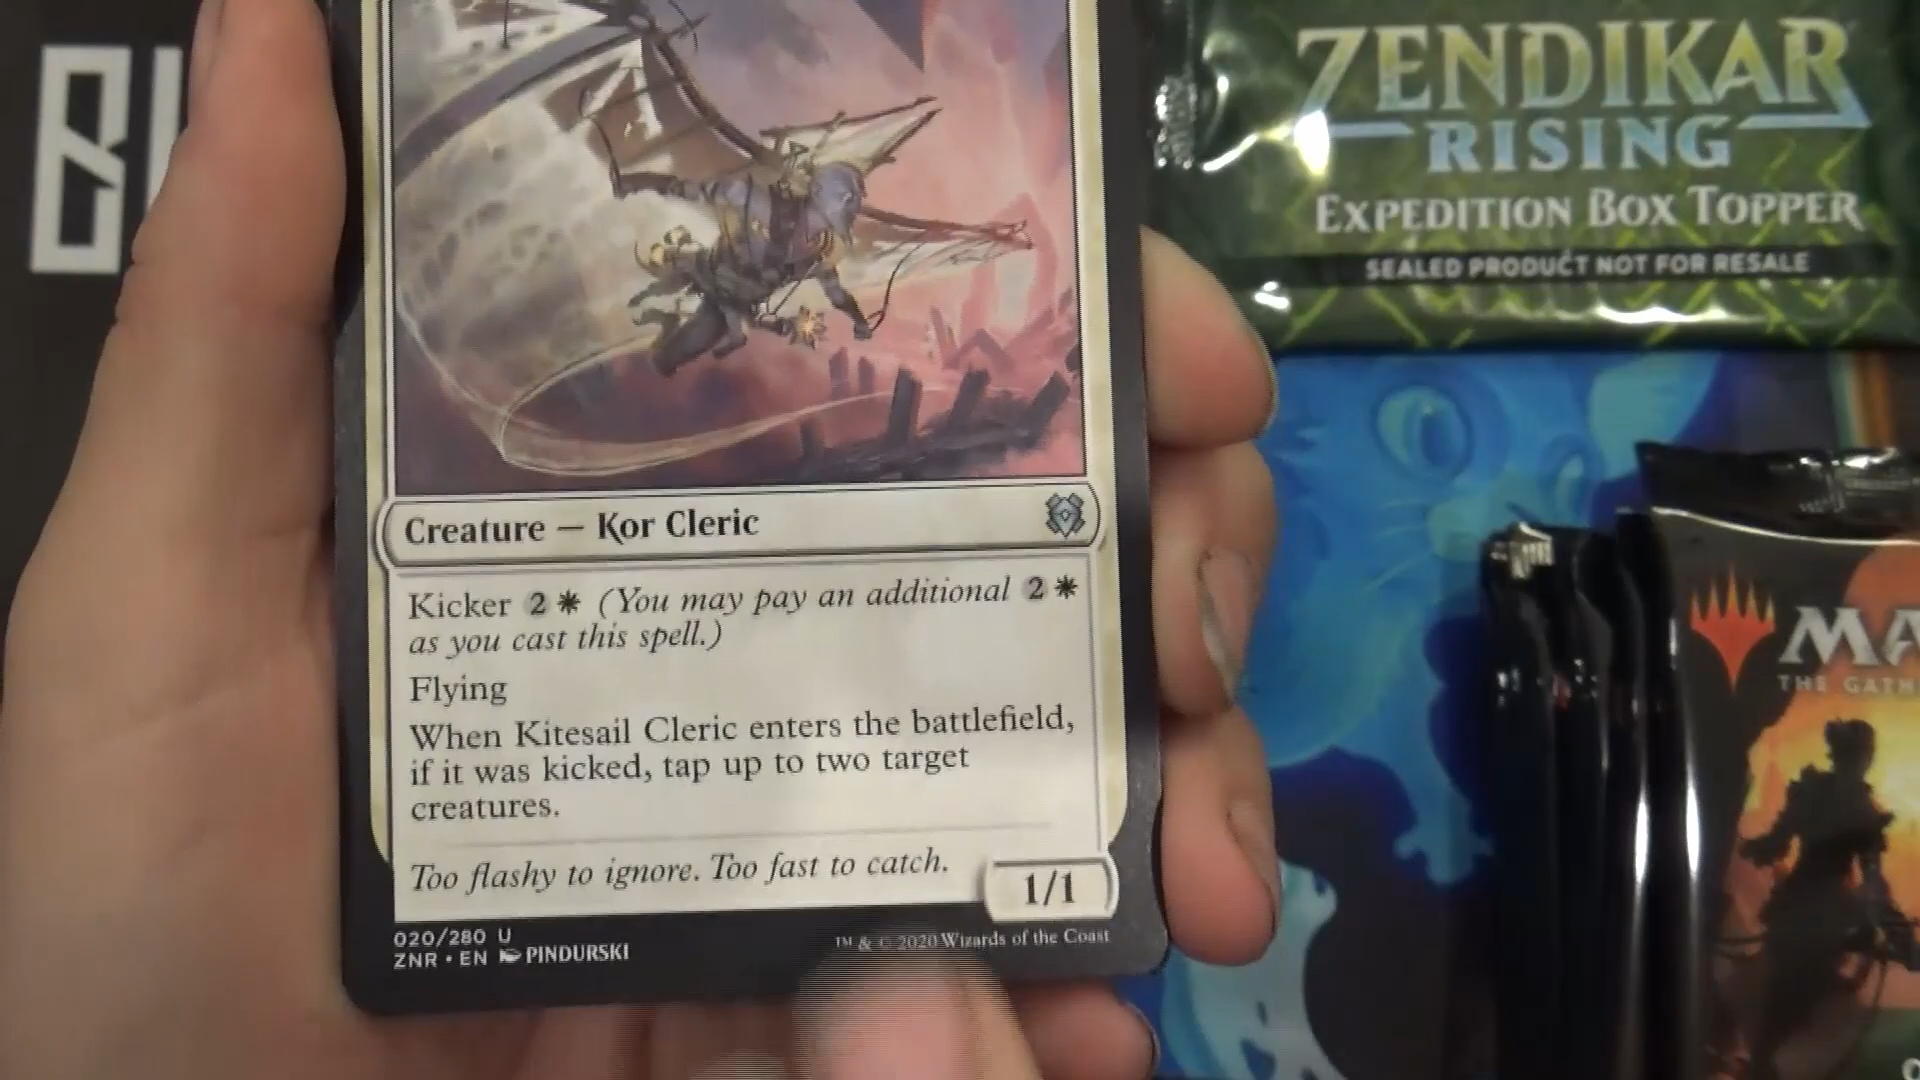 ZENDIKAR
RISING
EXPEDITION BOX TOPPER
SEALED PRODUCT NOT FOR RESALE
Creature — Kor Cleric
Kicker 2 (You may pay an additional 2
as you cast this spell.)
Flying
When Kitesail Cleric enters the battlefield,
if it was kicked, tap up to two target
creatures.
Too flashy to ignore. Too fast to catch.
1/1
020/280 U
ZNR • EN PINDURSKI
™ & © 2020 Wizards of the Coast
MA
THE GATH